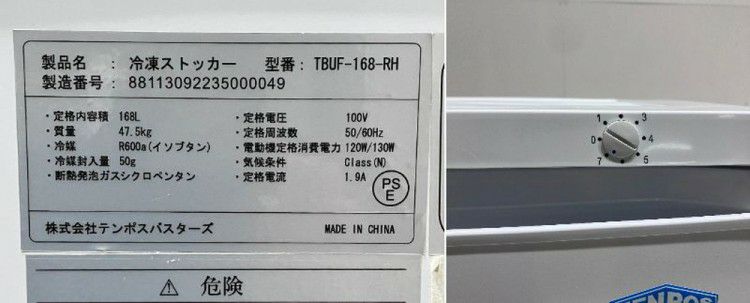 製品名： 冷凍ストッカー 型番： TBUF-168-RH
製造番号： 88113092235000049
・定格内容積 168L
・質量 47.5kg
・冷媒 R600a(イソブタン)
・冷媒封入量 50g
・断熱発泡ガスシクロペンタン
・定格電圧 100V
・定格周波数 50/60Hz
・電動機定格消費電力 120W/130W
・気候条件 Class(N)
・定格電流 1.9A
PS
E
株式会社テンポスバスターズ MADE IN CHINA
⚠ 危険
1 3
0 4
7 5